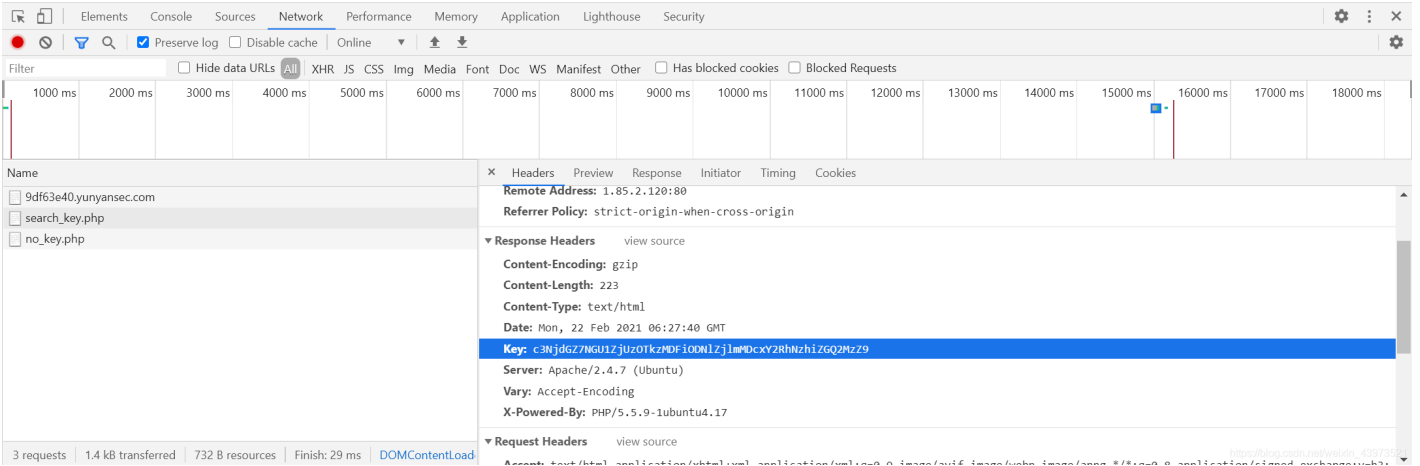 Elements Console Sources Network Performance Memory Application Lighthouse Security
Preserve log Disable cache Online
Filter Hide data URLs All XHR JS CSS Img Media Font Doc WS Manifest Other Has blocked cookies Blocked Requests
1000 ms 2000 ms 3000 ms 4000 ms 5000 ms 6000 ms 7000 ms 8000 ms 9000 ms 10000 ms 11000 ms 12000 ms 13000 ms 14000 ms 15000 ms 16000 ms 17000 ms 18000 ms
Name
9df63e40.yunyansec.com
search_key.php
no_key.php
3 requests 1.4 kB transferred 732 B resources Finish: 29 ms DOMContentLoad
Headers Preview Response Initiator Timing Cookies
Remote Address: 1.85.2.120:80
Referrer Policy: strict-origin-when-cross-origin
Response Headers view source
Content-Encoding: gzip
Content-Length: 223
Content-Type: text/html
Date: Mon, 22 Feb 2021 06:27:40 GMT
Key: c3NjdGZ7NGU1ZjUzOTkzMDFiODNlZjlmMDcxY2RhNzhiZGQ2MzZ9
Server: Apache/2.4.7 (Ubuntu)
Vary: Accept-Encoding
X-Powered-By: PHP/5.5.9-1ubuntu4.17
Request Headers view source